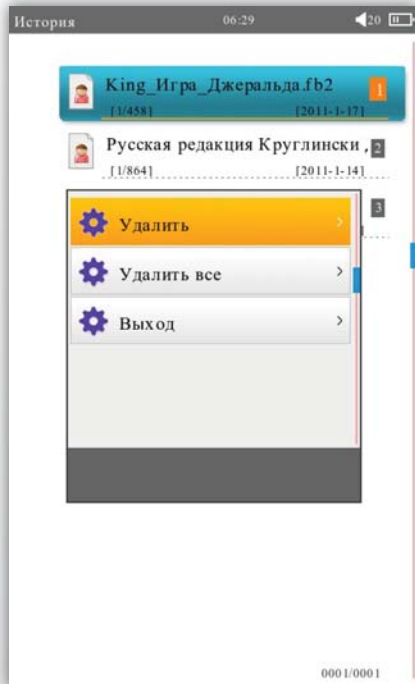 История 06:29 20
King_Игра_Джеральда.fb2 1
[1/458] [2011-1-17]
Русская редакция Круглински , 2
[1/864] [2011-1-14]
3
Удалить
Удалить все
Выход
0001/0001